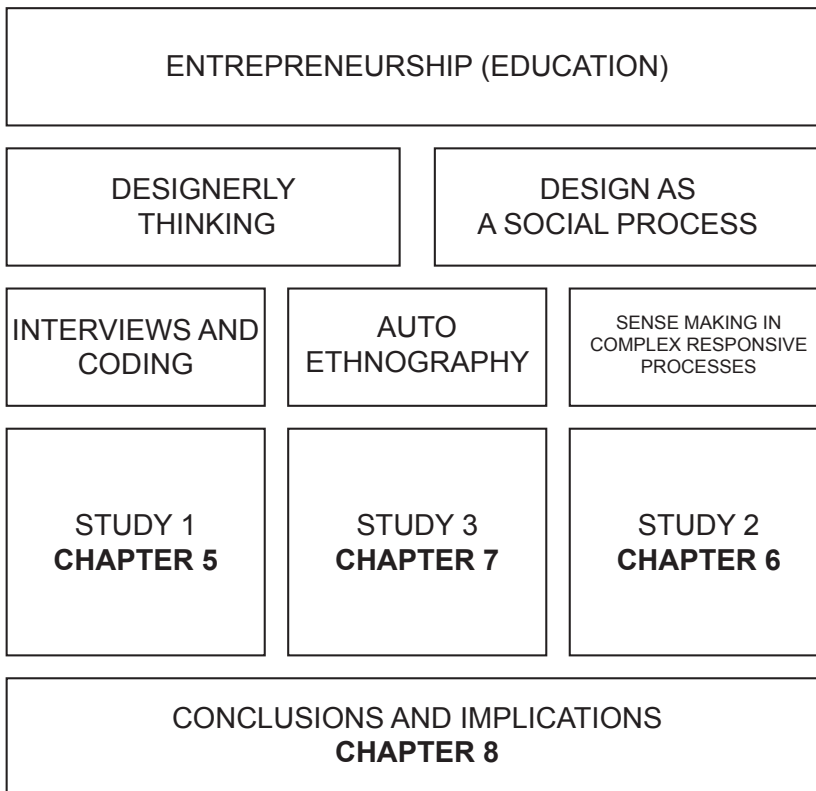 ENTREPRENEURSHIP (EDUCATION)
DESIGNERLY
THINKING
DESIGN AS
A SOCIAL PROCESS
INTERVIEWS AND
CODING
AUTO
ETHNOGRAPHY
SENSE MAKING IN
COMPLEX RESPONSIVE
PROCESSES
STUDY 1
CHAPTER 5
STUDY 3
CHAPTER 7
STUDY 2
CHAPTER 6
CONCLUSIONS AND IMPLICATIONS
CHAPTER 8